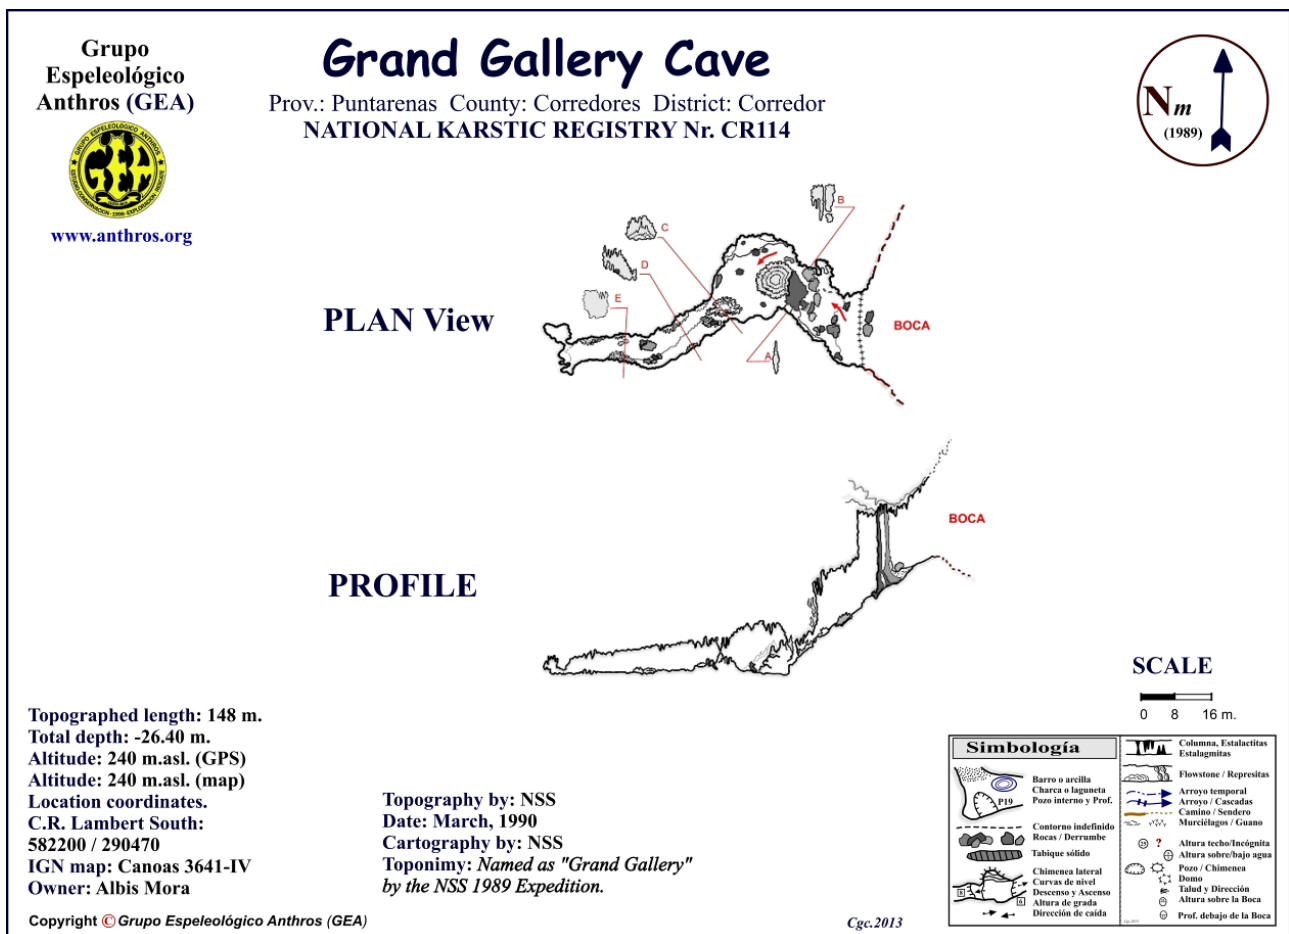 Grupo
Espeleológico
Anthros (GEA)
GRUPO ESPELEOLOGICO ANTHROS
www.anthros.org
Grand Gallery Cave
Prov.: Puntarenas County: Corredores District: Corredor
NATIONAL KARSTIC REGISTRY Nr. CR114
Nm
(1989)
PLAN View
A
B
C
D
E
BOCA
PROFILE
BOCA
SCALE
0 8 16 m.
Topographed length: 148 m.
Total depth: -26.40 m.
Altitude: 240 m.asl. (GPS)
Altitude: 240 m.asl. (map)
Location coordinates.
C.R. Lambert South:
582200 / 290470
IGN map: Canoas 3641-IV
Owner: Albis Mora
Copyright © Grupo Espeleológico Anthros (GEA)
Topography by: NSS
Date: March, 1990
Cartography by: NSS
Toponimy: Named as "Grand Gallery"
by the NSS 1989 Expedition.
Cgc.2013
Simbología
Barro o arcilla
Charca o laguneta
Pozo interno y Prof.
P19
Contorno indefinido
Rocas / Derrumbe
Tabique sólido
Chimenea lateral
Curvas de nivel
Descenso y Ascenso
Altura de grada
Dirección de caída
Columna, Estalactitas
Estalagmitas
Flowstone / Represitas
Arroyo temporal
Arroyo / Cascadas
Camino / Sendero
Murciélagos / Guano
25 ?
Altura techo/Incógnita
Altura sobre/bajo agua
Pozo / Chimenea
Domo
Talud y Dirección
Altura sobre la Boca
Prof. debajo de la Boca